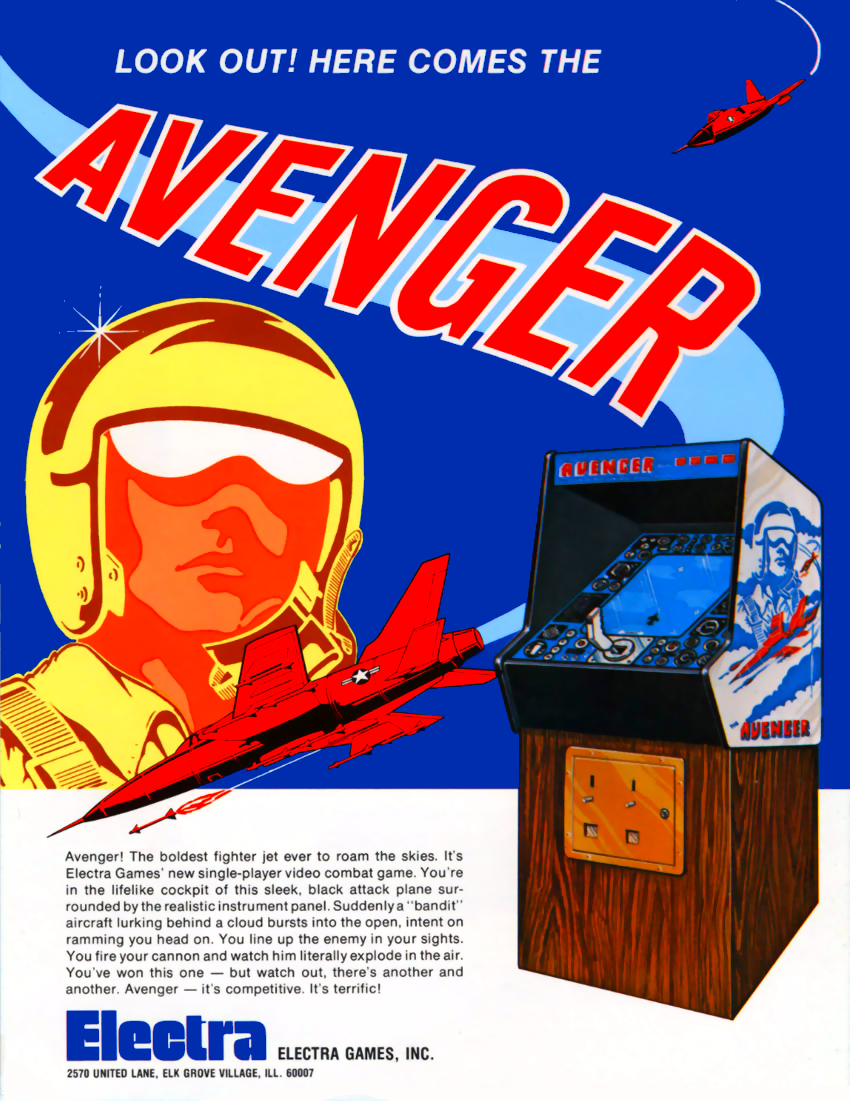 LOOK OUT! HERE COMES THE
AVENGER
AVENGER
AVENGER
Avenger! The boldest fighter jet ever to roam the skies. It's
Electra Games' new single-player video combat game. You're
in the lifelike cockpit of this sleek, black attack plane sur-
rounded by the realistic instrument panel. Suddenly a "bandit"
aircraft lurking behind a cloud bursts into the open, intent on
ramming you head on. You line up the enemy in your sights.
You fire your cannon and watch him literally explode in the air.
You've won this one — but watch out, there's another and
another. Avenger — it's competitive. It's terrific!
Electra ELECTRA GAMES, INC.
2570 UNITED LANE, ELK GROVE VILLAGE, ILL. 60007